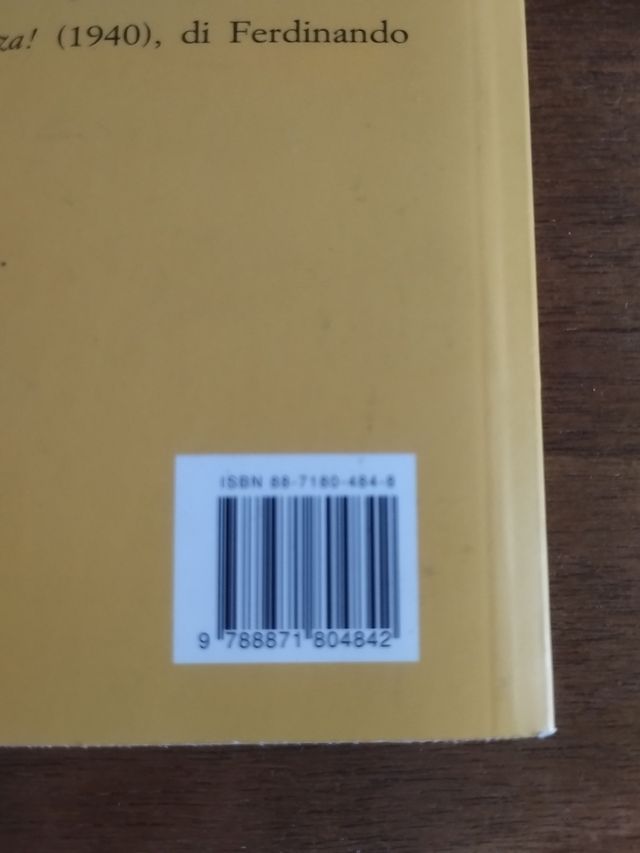 za! (1940), di Ferdinando
ISBN 88-7180-484-8
9 788871 804842